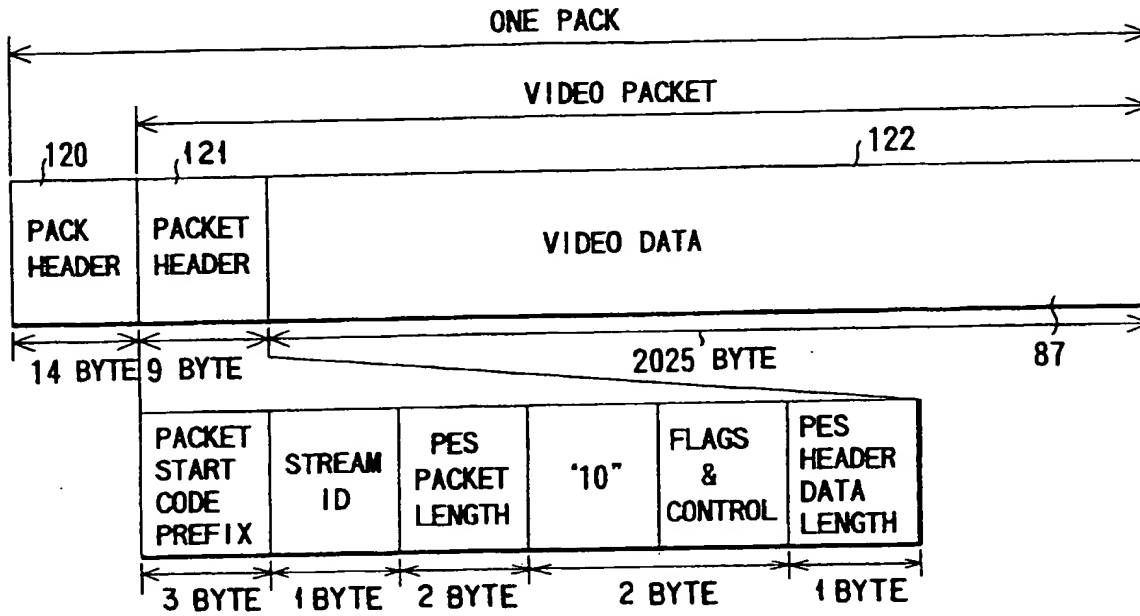 ONE PACK
VIDEO PACKET
120
121
122
PACK
HEADER
PACKET
HEADER
VIDEO DATA
14 BYTE
9 BYTE
2025 BYTE
87
PACKET
START
CODE
PREFIX
STREAM
ID
PES
PACKET
LENGTH
"10"
FLAGS
&
CONTROL
PES
HEADER
DATA
LENGTH
3 BYTE
1 BYTE
2 BYTE
2 BYTE
1 BYTE